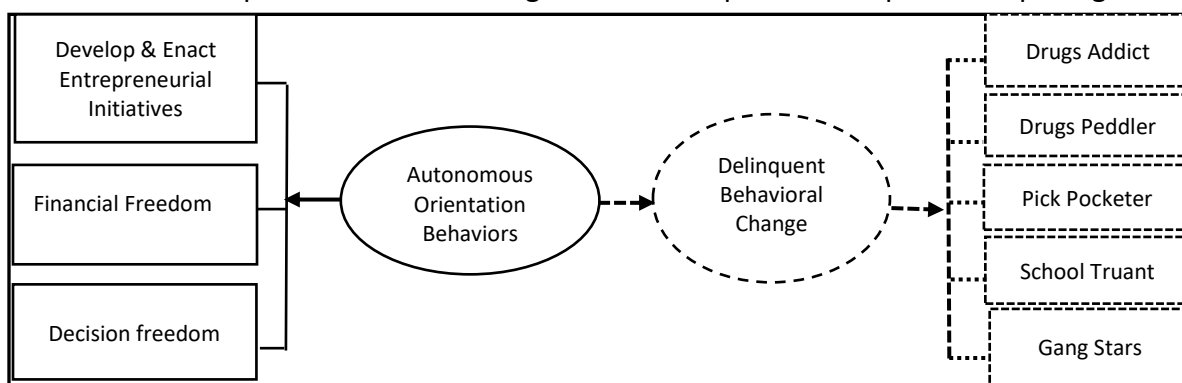 Develop & Enact
Entrepreneurial
Initiatives
Financial Freedom
Decision freedom
Autonomous
Orientation
Behaviors
Delinquent
Behavioral
Change
Drugs Addict
Drugs Peddler
Pick Pocketer
School Truant
Gang Stars